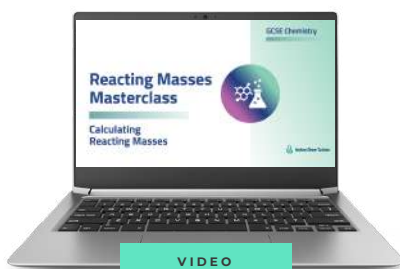 GCSE Chemistry
Reacting Masses
Masterclass
Calculating
Reacting Masses
VIDEO